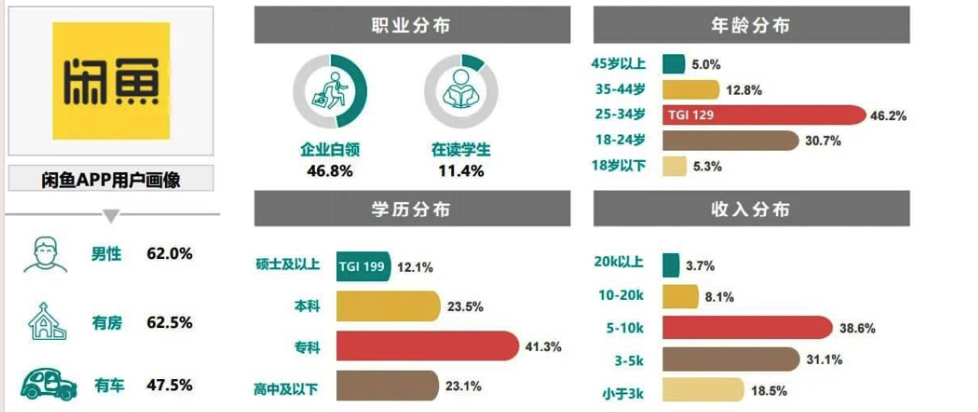 闲鱼
闲鱼APP用户画像
男性 62.0%
有房 62.5%
有车 47.5%
职业分布
企业白领
46.8%
在读学生
11.4%
年龄分布
45岁以上 5.0%
35-44岁 12.8%
25-34岁 TGI 129 46.2%
18-24岁 30.7%
18岁以下 5.3%
学历分布
硕士及以上 TGI 199 12.1%
本科 23.5%
专科 41.3%
高中及以下 23.1%
收入分布
20k以上 3.7%
10-20k 8.1%
5-10k 38.6%
3-5k 31.1%
小于3k 18.5%